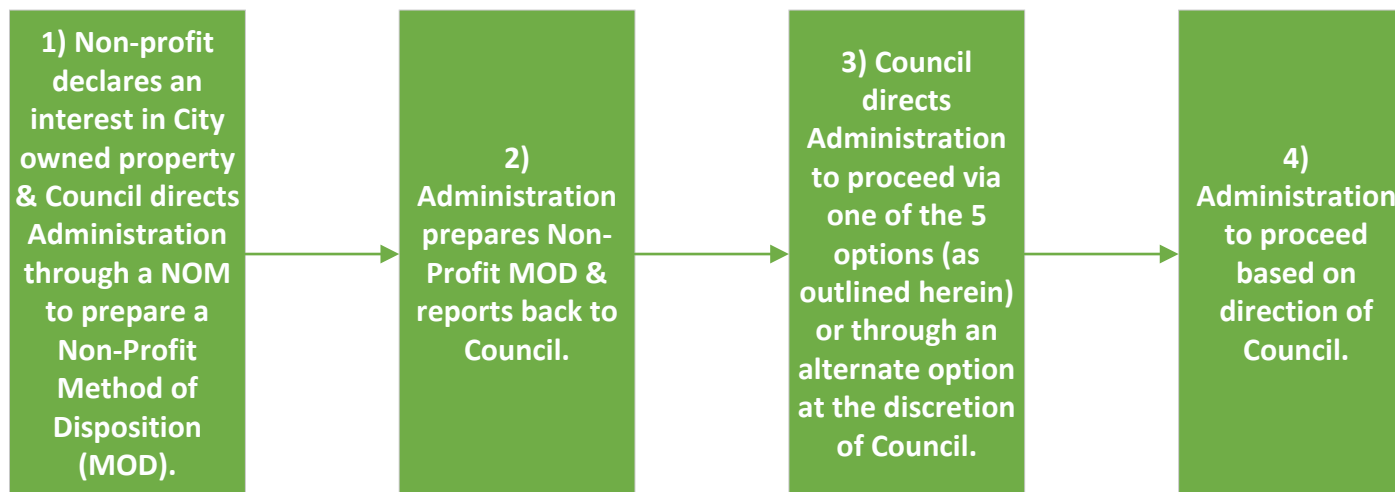 1) Non-profit
declares an
interest in City
owned property
& Council directs
Administration
through a NOM
to prepare a
Non-Profit
Method of
Disposition
(MOD).
2)
Administration
prepares Non-
Profit MOD &
reports back to
Council.
3) Council
directs
Administration
to proceed via
one of the 5
options (as
outlined herein)
or through an
alternate option
at the discretion
of Council.
4)
Administration
to proceed
based on
direction of
Council.